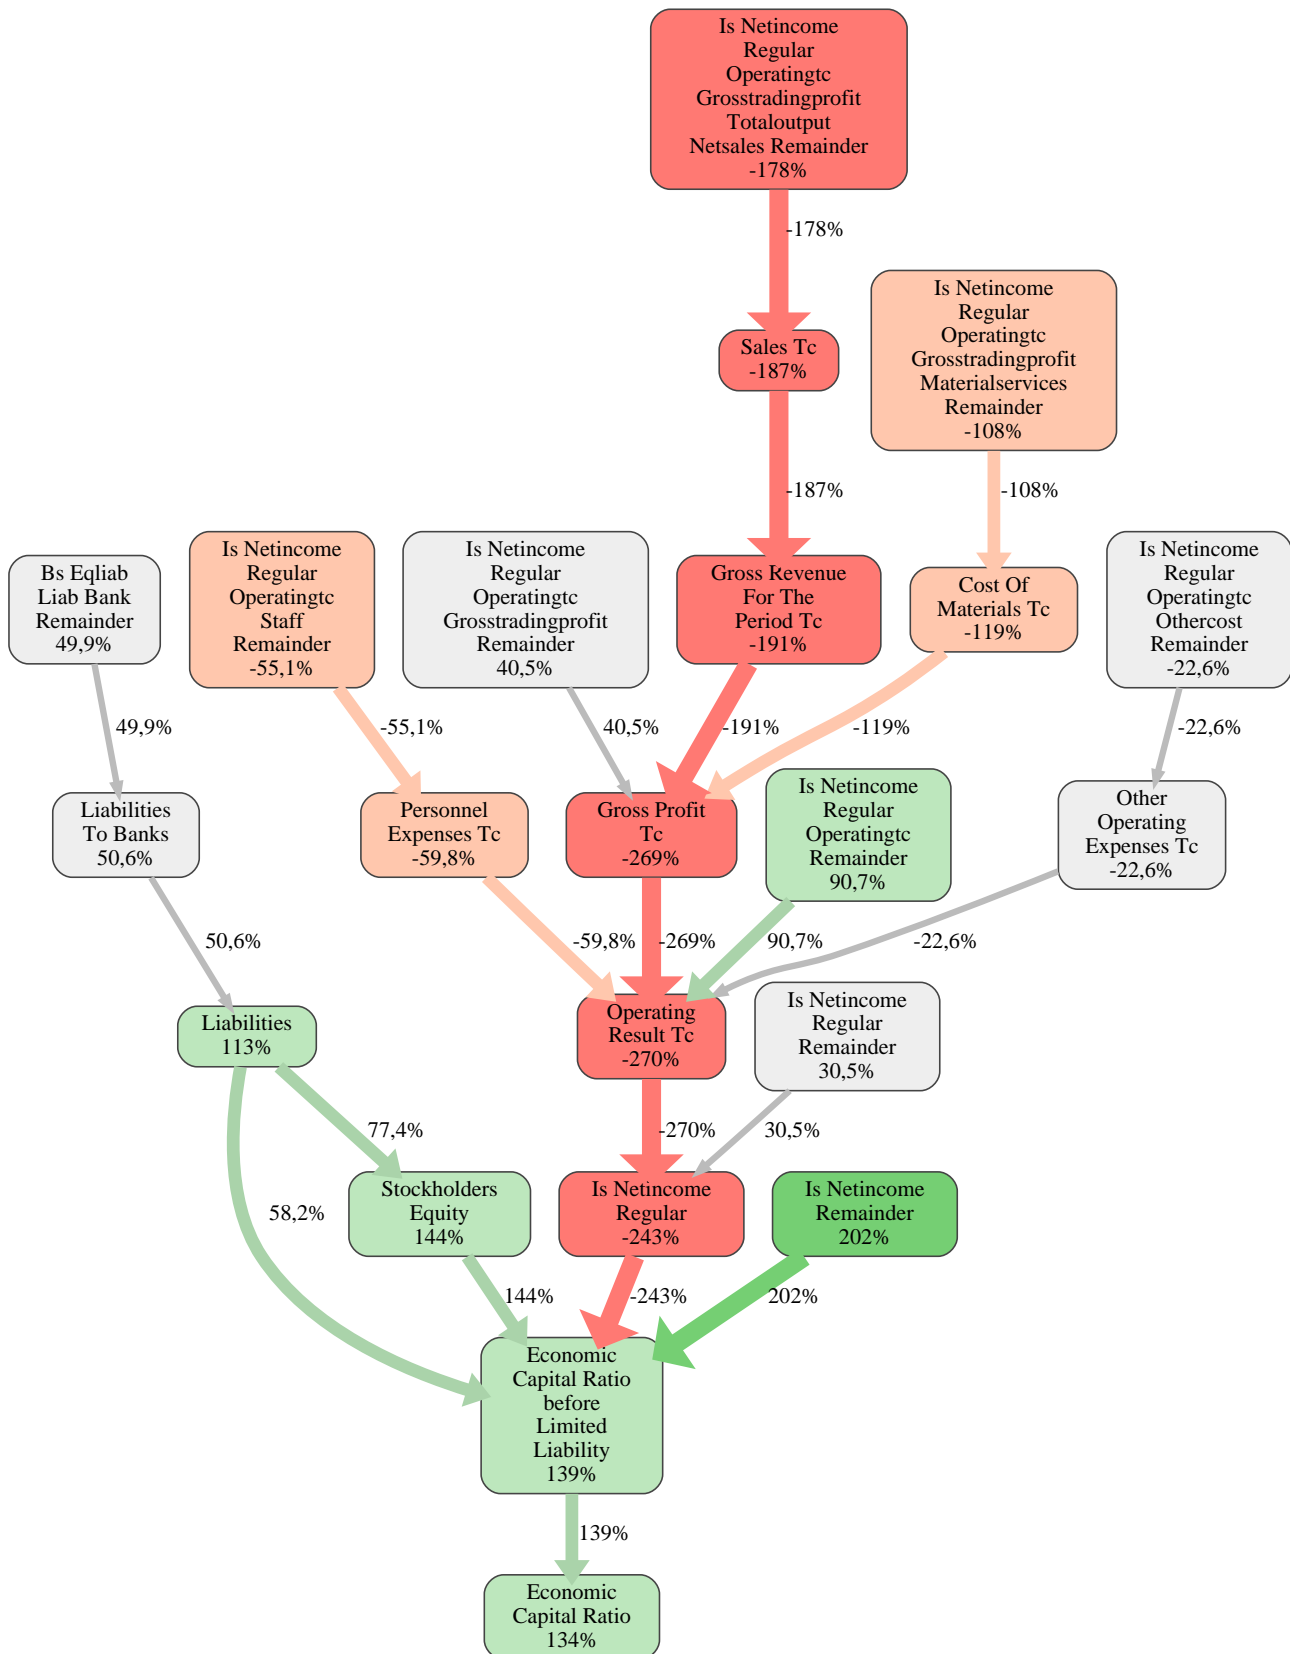 Is Netincome
Regular
Operatingtc
Grosstradingprofit
Totaloutput
Netsales Remainder
-178%
-178%
Is Netincome
Regular
Operatingtc
Grosstradingprofit
Materialservices
Remainder
-108%
Sales Tc
-187%
-187%
-108%
Bs Eqliab
Liab Bank
Remainder
49,9%
Is Netincome
Regular
Operatingtc
Staff
Remainder
-55,1%
Is Netincome
Regular
Operatingtc
Grosstradingprofit
Remainder
40,5%
Gross Revenue
For The
Period Tc
-191%
Cost Of
Materials Tc
-119%
Is Netincome
Regular
Operatingtc
Othercost
Remainder
-22,6%
49,9%
-55,1%
40,5%
-191%
-119%
-22,6%
Liabilities
To Banks
50,6%
Personnel
Expenses Tc
-59,8%
Gross Profit
Tc
-269%
Is Netincome
Regular
Operatingtc
Remainder
90,7%
Other
Operating
Expenses Tc
-22,6%
50,6%
-59,8%
-269%
90,7%
-22,6%
Liabilities
113%
Operating
Result Tc
-270%
Is Netincome
Regular
Remainder
30,5%
77,4%
-270%
30,5%
58,2%
Stockholders
Equity
144%
Is Netincome
Regular
-243%
Is Netincome
Remainder
202%
144%
-243%
202%
Economic
Capital Ratio
before
Limited
Liability
139%
139%
Economic
Capital Ratio
134%